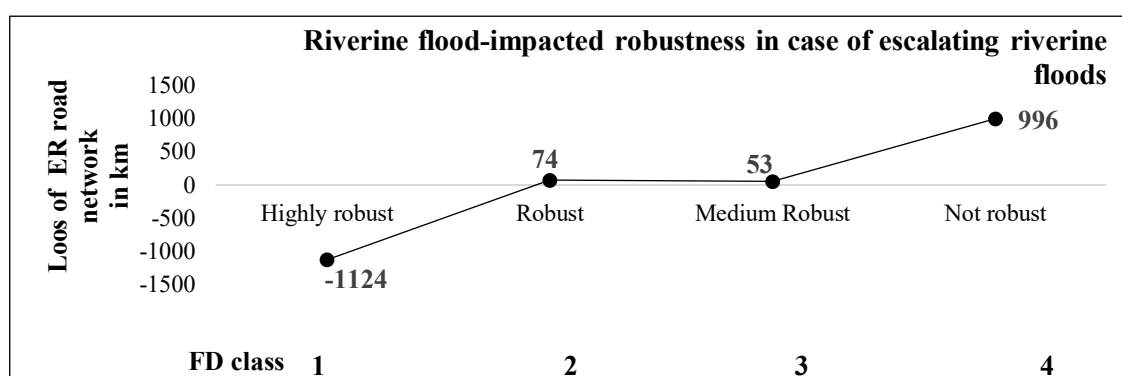 Riverine flood-impacted robustness in case of escalating riverine
floods
Loos of ER road
network
in km
1500
1000
500
0
-500
-1000
-1500
996
74
53
-1124
Highly robust
Robust
Medium Robust
Not robust
FD class 1 2 3 4